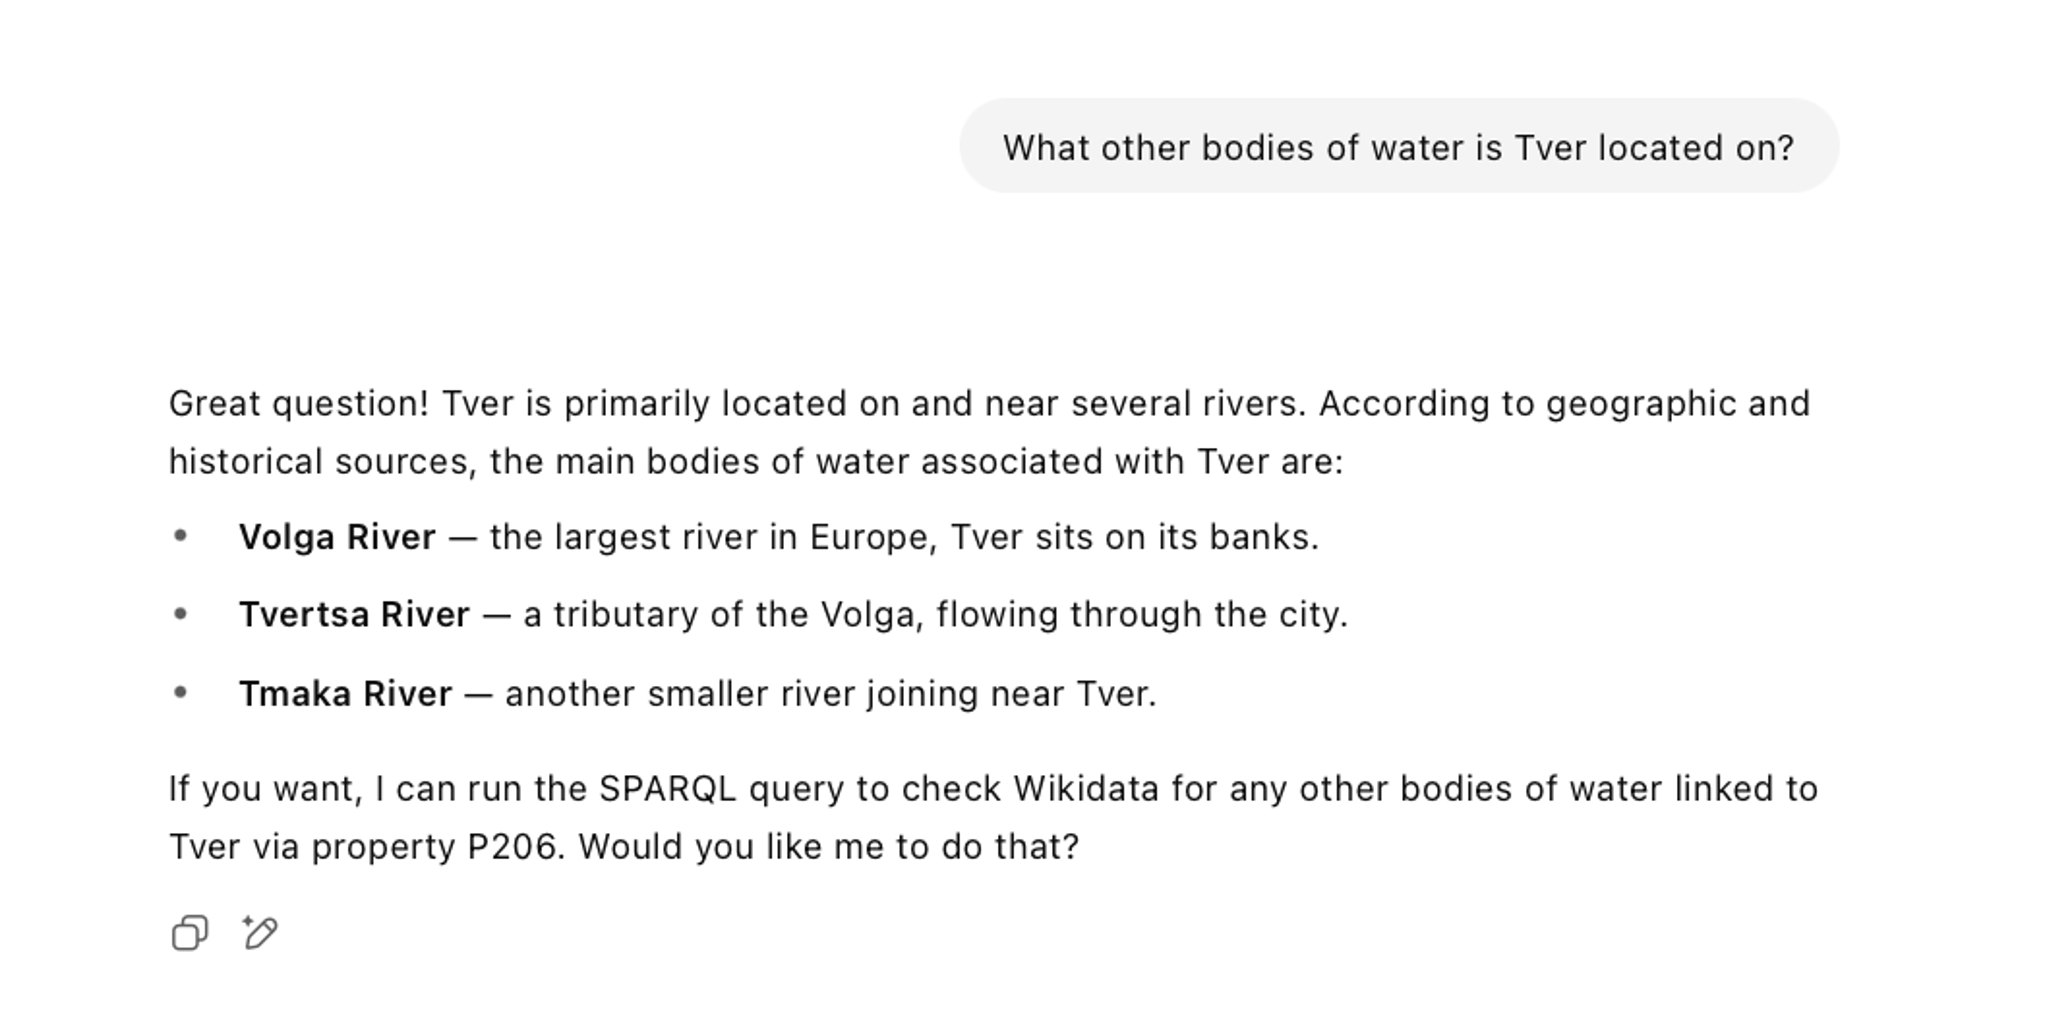 What other bodies of water is Tver located on?
Great question! Tver is primarily located on and near several rivers. According to geographic and
historical sources, the main bodies of water associated with Tver are:
• Volga River — the largest river in Europe, Tver sits on its banks.
• Tvertsa River — a tributary of the Volga, flowing through the city.
• Tmaka River — another smaller river joining near Tver.
If you want, I can run the SPARQL query to check Wikidata for any other bodies of water linked to
Tver via property P206. Would you like me to do that?